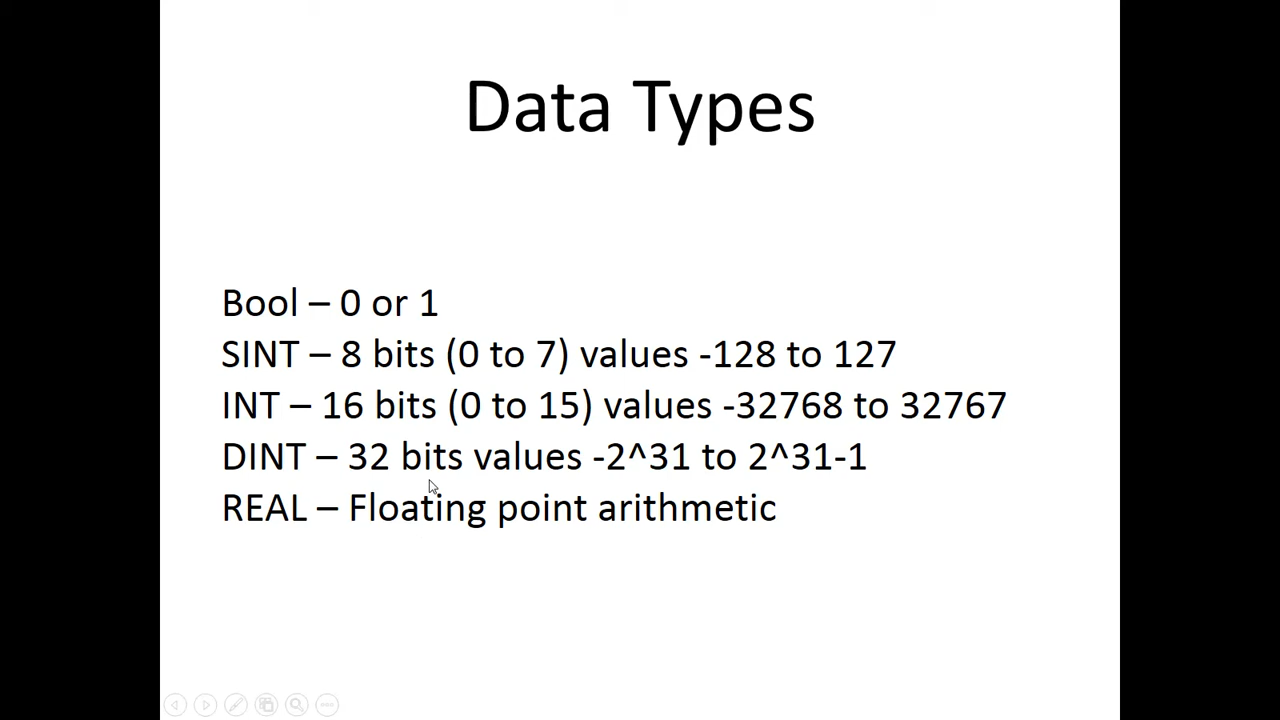 Data Types
Bool – 0 or 1
SINT – 8 bits (0 to 7) values -128 to 127
INT – 16 bits (0 to 15) values -32768 to 32767
DINT – 32 bits values -2^31 to 2^31-1
REAL – Floating point arithmetic